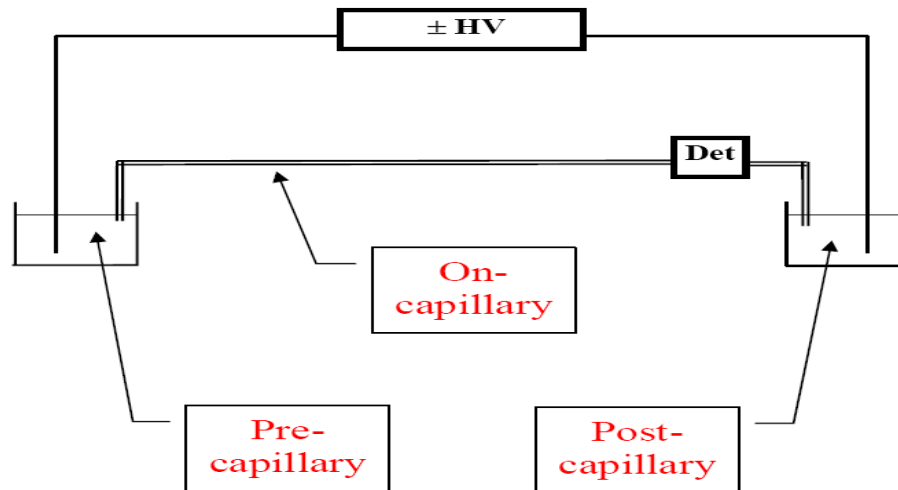 ± HV
Det
On-
capillary
Pre-
capillary
Post-
capillary